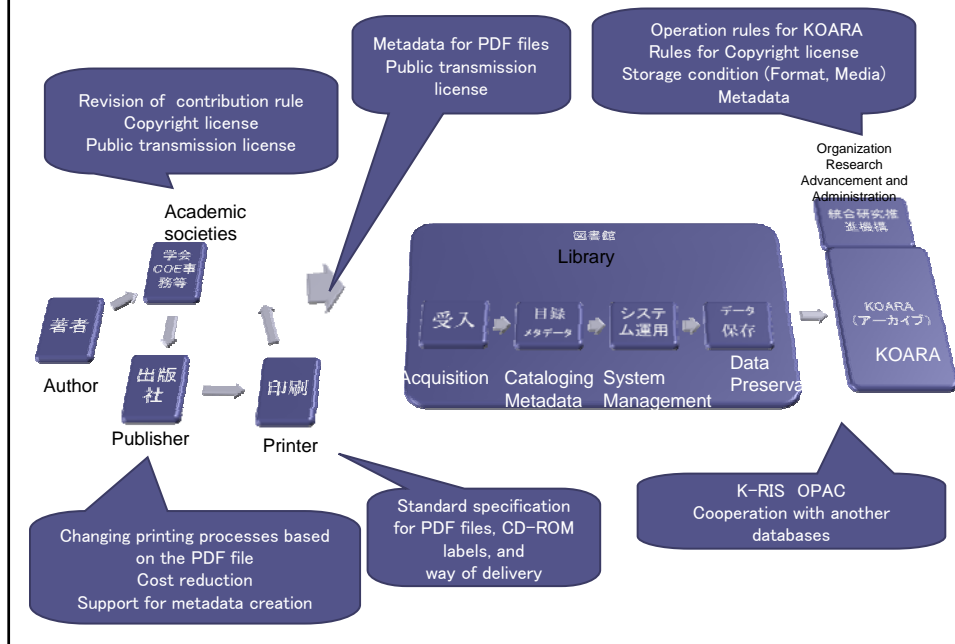 Metadata for PDF files
Public transmission
license
Operation rules for KOARA
Rules for Copyright license
Storage condition (Format, Media)
Metadata
Revision of contribution rule
Copyright license
Public transmission license
Organization
Research
Advancement and
Administration
統合研究推
進機構
Academic
societies
学会
COE事
務等
図書館
Library
著者
Author
出版
社
Publisher
印刷
Printer
受入
Acquisition
目録
メタデータ
Cataloging
Metadata
システ
ム運用
System
Management
データ
保存
Data
Preserva
KOARA
(アーカイブ)
KOARA
Changing printing processes based
on the PDF file
Cost reduction
Support for metadata creation
Standard specification
for PDF files, CD-ROM
labels, and
way of delivery
K-RIS OPAC
Cooperation with another
databases